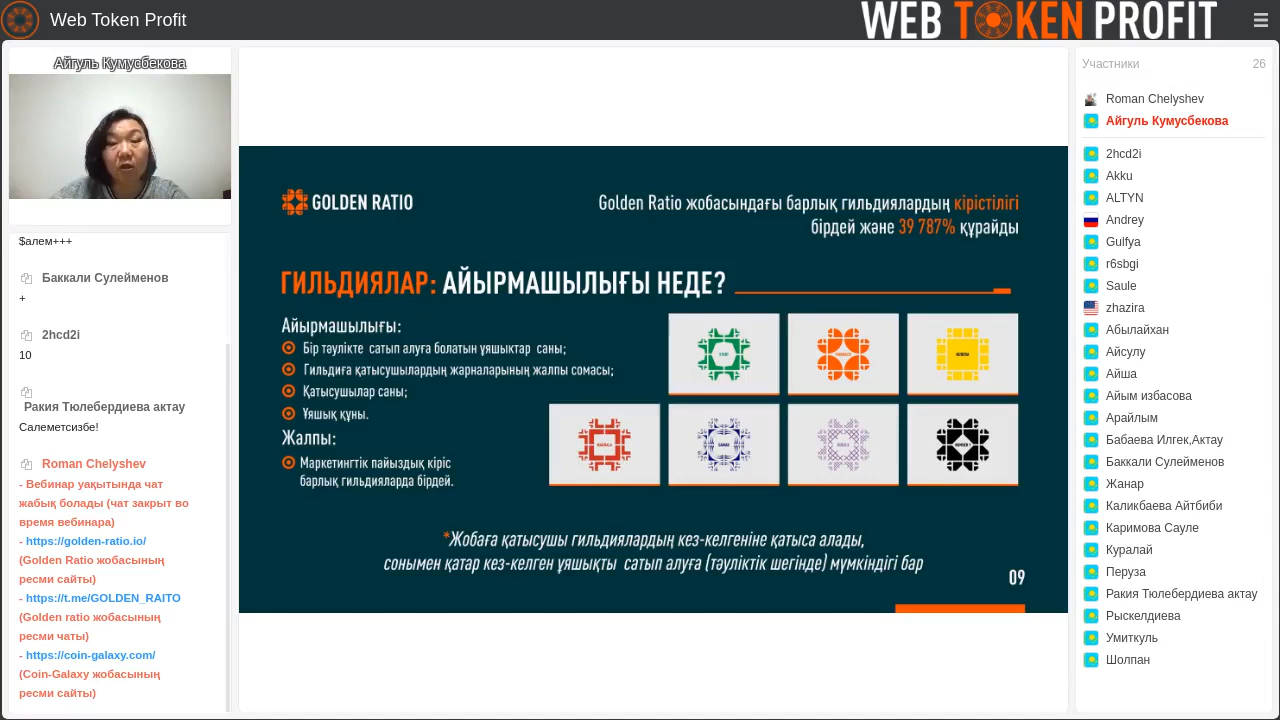 Web Token Profit
WEB TOKEN PROFIT
Айгуль Кумусбекова
$алем+++
Баккали Сулейменов
+
2hcd2i
10
Ракия Тюлебердиева актау
Салеметсизбе!
Roman Chelyshev
- Вебинар уақытында чат
жабық болады (чат закрыт во
время вебинара)
- https://golden-ratio.io/
(Golden Ratio жобасының
ресми сайты)
- https://t.me/GOLDEN_RAITO
(Golden ratio жобасының
ресми чаты)
- https://coin-galaxy.com/
(Coin-Galaxy жобасының
ресми сайты)
GOLDEN RATIO
Golden Ratio жобасындағы барлық гильдиялардың кірістілігі
бірдей және 39 787% құрайды
ГИЛЬДИЯЛАР: АЙЫРМАШЫЛЫҒЫ НЕДЕ?
Айырмашылығы:
Бір тәулікте сатып алуға болатын ұяшықтар саны;
Гильдиға қатысушылардың жарналарының жалпы сомасы;
Қатысушылар саны;
Ұяшық құны.
Жалпы:
Маркетингтік пайыздық кіріс
барлық гильдияларда бірдей.
*Жобаға қатысушы гильдиялардың кез-келгеніне қатыса алады,
сонымен қатар кез-келген ұяшықты сатып алуға (тәуліктік шегінде) мүмкіндігі бар
09
Участники 26
Roman Chelyshev
Айгуль Кумусбекова
2hcd2i
Akku
ALTYN
Andrey
Gulfya
r6sbgi
Saule
zhazira
Абылайхан
Айсулу
Айша
Айым избасова
Арайлым
Бабаева Илгек,Актау
Баккали Сулейменов
Жанар
Каликбаева Айтбиби
Каримова Сауле
Куралай
Перуза
Ракия Тюлебердиева актау
Рыскелдиева
Умиткуль
Шолпан